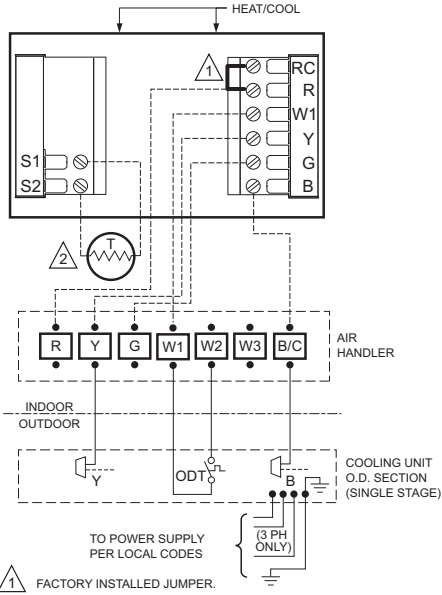 HEAT/COOL
1
RC
R
W1
Y
G
B
S1
S2
2
T
R
Y
G
W1
W2
W3
B/C
AIR
HANDLER
INDOOR
OUTDOOR
Y
ODT
B
COOLING UNIT
O.D. SECTION
(SINGLE STAGE)
TO POWER SUPPLY
PER LOCAL CODES
(3 PH
ONLY)
1 FACTORY INSTALLED JUMPER.